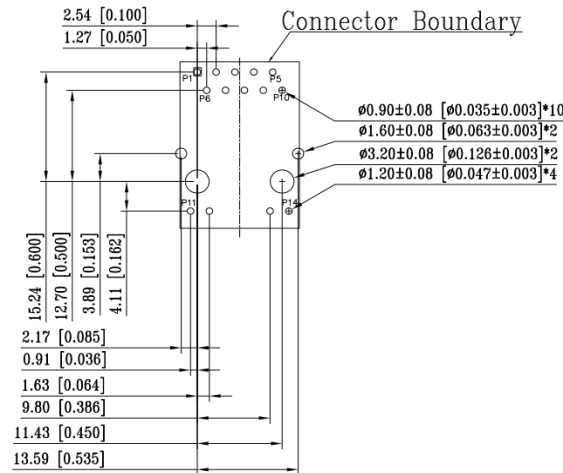 2.54 [0.100]
Connector Boundary
1.27 [0.050]
P1
P5
P6
P10
ø0.90±0.08 [ø0.035±0.003]*10
ø1.60±0.08 [ø0.063±0.003]*2
ø3.20±0.08 [ø0.126±0.003]*2
ø1.20±0.08 [ø0.047±0.003]*4
P11
P14
15.24 [0.600]
12.70 [0.500]
3.89 [0.153]
4.11 [0.162]
2.17 [0.085]
0.91 [0.036]
1.63 [0.064]
9.80 [0.386]
11.43 [0.450]
13.59 [0.535]